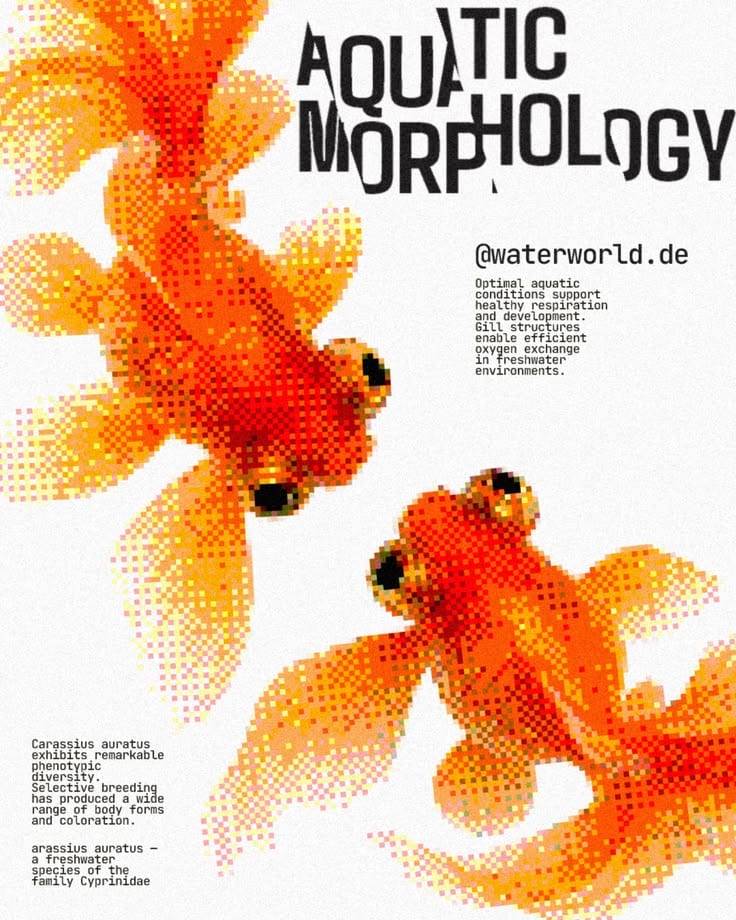 AQUATIC
MORPHOLOGY
@waterworld.de
Optimal aquatic
conditions support
healthy respiration
and development.
Gill structures
enable efficient
oxygen exchange
in freshwater
environments.
Carassius auratus
exhibits remarkable
phenotypic
diversity.
Selective breeding
has produced a wide
range of body forms
and coloration.
arassius auratus —
a freshwater
species of the
family Cyprinidae